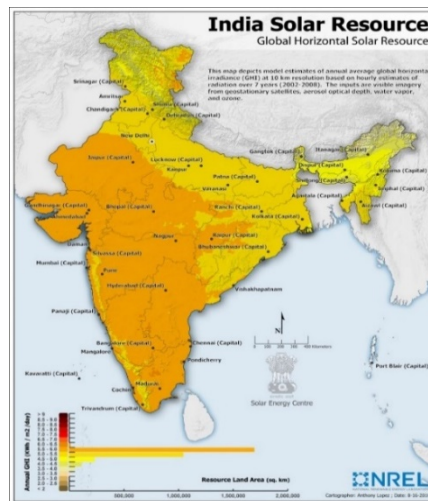 India Solar Resource
Global Horizontal Solar Resource
This map depicts model estimates of annual average global horizontal
irradiance (GHI) at 10 km resolution based on hourly estimates of
radiation over 7 years (2002-2008). The inputs are visible imagery
from geostationary satellites, aerosol optical depth, water vapor,
and ozone.
Srinagar (Capital)
Amritsar
Chandigarh (Capital)
Dehradun (Capital)
New Delhi
Jaipur (Capital)
Lucknow (Capital)
Kanpur
Gangtok (Capital)
Itanagar (Capital)
Dispur (Capital)
Patna (Capital)
Varanasi
Imphal (Capital)
Agartala (Capital)
Aizawl (Capital)
Gandhinagar (Capital)
Ahmedabad
Bhopal (Capital)
Ranchi (Capital)
Kolkata (Capital)
Nagpur
Raipur (Capital)
Bhubaneshwar (Capital)
Daman
Mumbai (Capital)
Pune
Hyderabad (Capital)
Vishakhapatnam
Panaji (Capital)
Bangalore (Capital)
Mangalore
Chennai (Capital)
Pondicherry
Kavaratti (Capital)
Port Blair (Capital)
Madurai
Trivandrum (Capital)
N
Solar Energy Centre
Annual GHI (kWh / m2 /day)
500,000
1,000,000
1,500,000
2,000,000
Resource Land Area (sq. km)
NREL